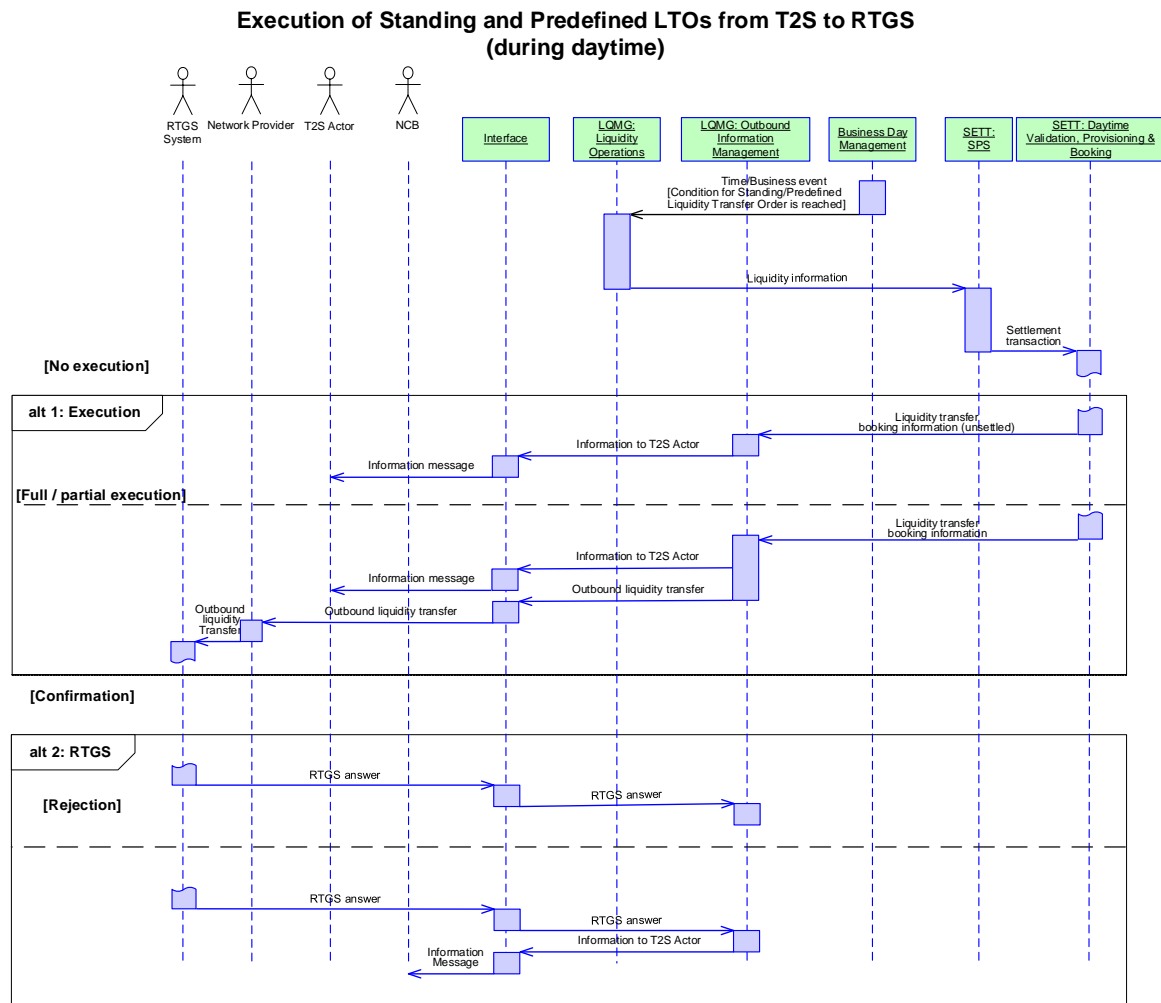 Execution of Standing and Predefined LTOs from T2S to RTGS
(during daytime)
RTGS
System
Network Provider
T2S Actor
NCB
Interface
LQMG:
Liquidity
Operations
LQMG: Outbound
Information
Management
Business Day
Management
SETT:
SPS
SETT: Daytime
Validation, Provisioning &
Booking
Time/Business event
[Condition for Standing/Predefined
Liquidity Transfer Order is reached]
Liquidity information
Settlement
transaction
[No execution]
alt 1: Execution
Liquidity transfer
booking information (unsettled)
Information to T2S Actor
Information message
[Full / partial execution]
Liquidity transfer
booking information
Information to T2S Actor
Information message
Outbound liquidity transfer
Outbound liquidity transfer
Outbound
liquidity
Transfer
[Confirmation]
alt 2: RTGS
RTGS answer
RTGS answer
[Rejection]
RTGS answer
RTGS answer
Information to T2S Actor
Information
Message